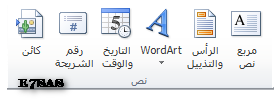 مربع نص
الرأس والتذييل
WordArt
التاريخ والوقت
رقم الشريحة
كائن
نص
E7SAS